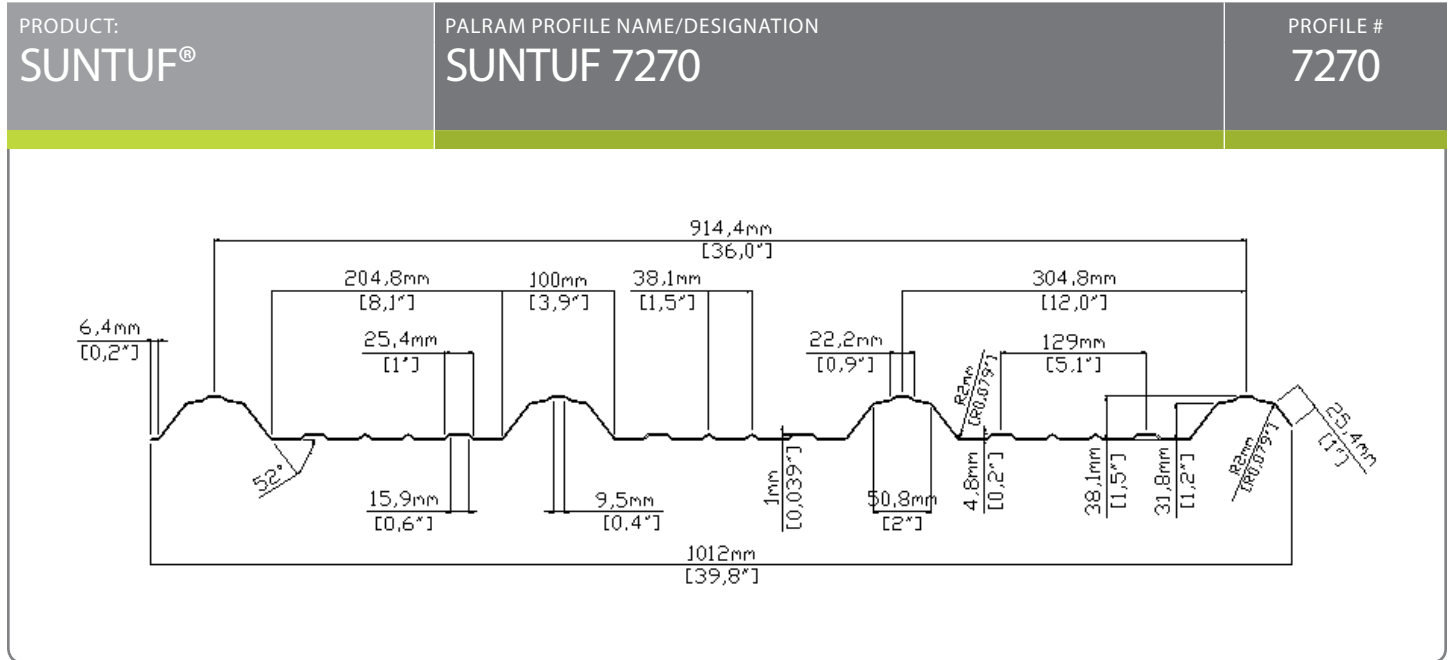 PRODUCT:
SUNTUF®
PALRAM PROFILE NAME/DESIGNATION
SUNTUF 7270
PROFILE #
7270
914,4mm
[36,0"]
204,8mm
[8,1"]
100mm
[3,9"]
38,1mm
[1,5"]
304,8mm
[12,0"]
6,4mm
[0,2"]
25,4mm
[1"]
22,2mm
[0,9"]
R2mm
[R0,079"]
129mm
[5,1"]
25,4mm
[1"]
52°
15,9mm
[0,6"]
9,5mm
[0,4"]
1mm
[0,039"]
50,8mm
[2"]
4,8mm
[0,2"]
38,1mm
[1,5"]
31,8mm
[1,2"]
R2mm
[R0,079"]
1012mm
[39,8"]